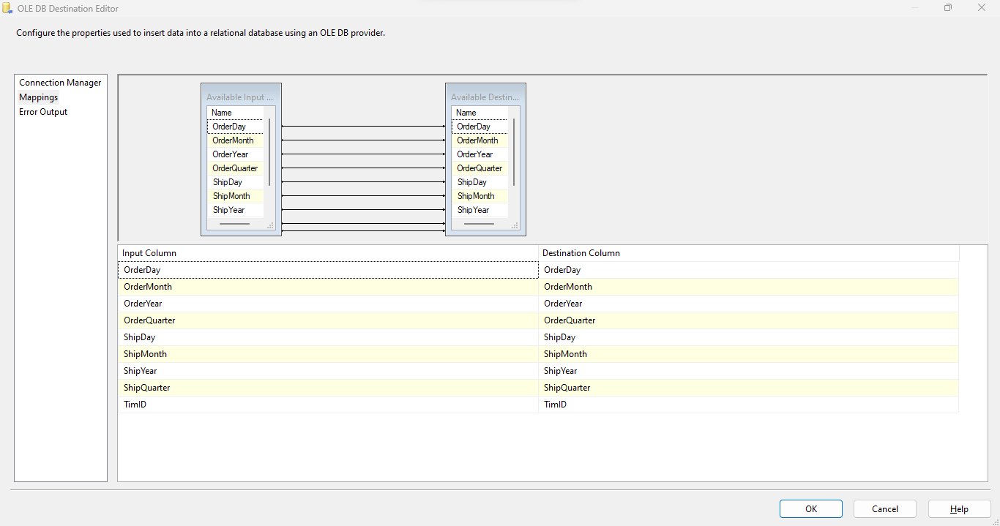 OLE DB Destination Editor
Configure the properties used to insert data into a relational database using an OLE DB provider.
Connection Manager
Mappings
Error Output
Available Input ...
Name
OrderDay
OrderMonth
OrderYear
OrderQuarter
ShipDay
ShipMonth
ShipYear
Available Destin...
Name
OrderDay
OrderMonth
OrderYear
OrderQuarter
ShipDay
ShipMonth
ShipYear
Input Column Destination Column
OrderDay OrderDay
OrderMonth OrderMonth
OrderYear OrderYear
OrderQuarter OrderQuarter
ShipDay ShipDay
ShipMonth ShipMonth
ShipYear ShipYear
ShipQuarter ShipQuarter
TimID TimID
OK Cancel Help